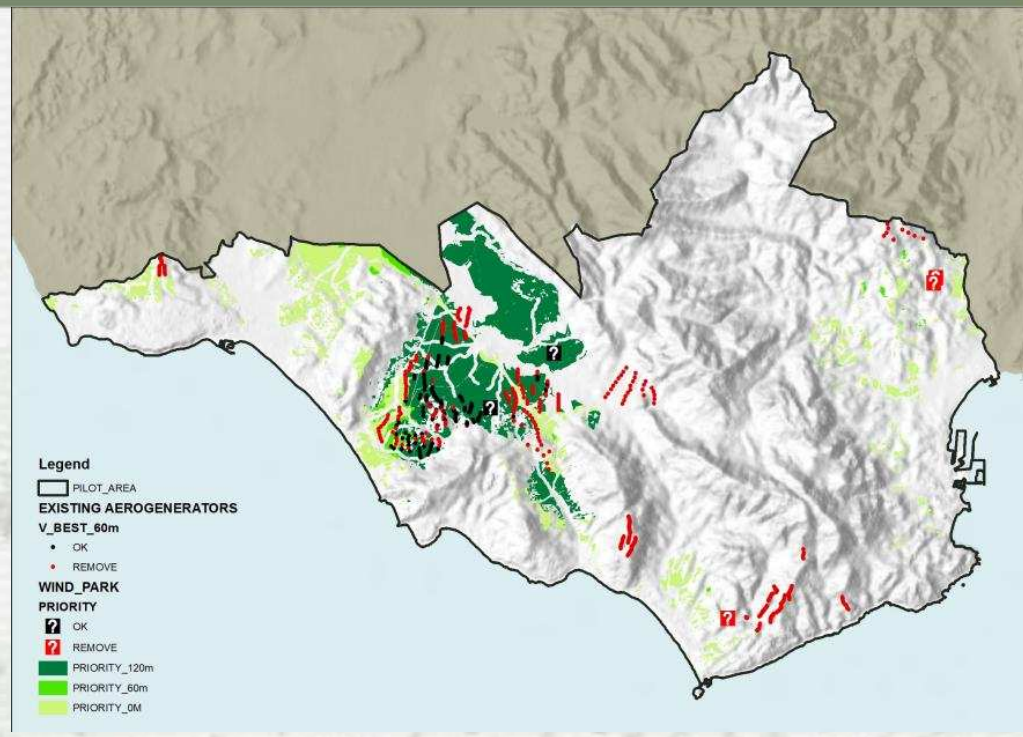 Legend
PILOT_AREA
EXISTING AEROGENERATORS
V_BEST_60m
OK
REMOVE
WIND_PARK
PRIORITY
? OK
? REMOVE
PRIORITY_120m
PRIORITY_60m
PRIORITY_0M
?
?
?
?